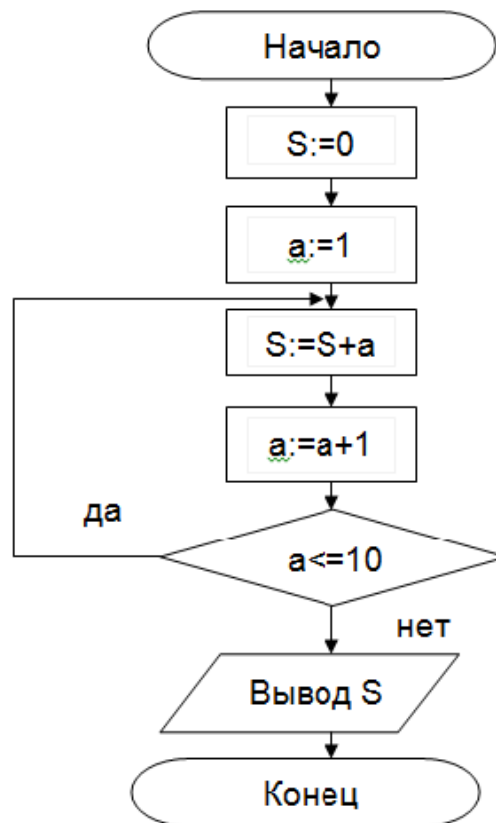 Начало
S:=0
a:=1
S:=S+a
a:=a+1
да
a<=10
нет
Вывод S
Конец